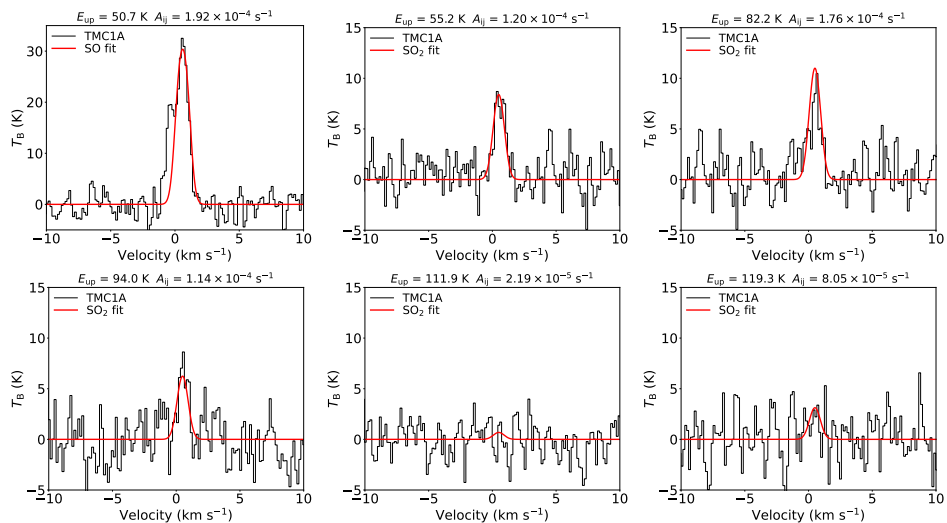 E_up = 50.7 K A_ij = 1.92 × 10⁻⁴ s⁻¹
TMC1A
SO fit
30
20
10
0
T_B (K)
−10 −5 0 5 10
Velocity (km s⁻¹)
E_up = 55.2 K A_ij = 1.20 × 10⁻⁴ s⁻¹
TMC1A
SO₂ fit
15
10
5
0
−5
T_B (K)
−10 −5 0 5 10
Velocity (km s⁻¹)
E_up = 82.2 K A_ij = 1.76 × 10⁻⁴ s⁻¹
TMC1A
SO₂ fit
15
10
5
0
−5
T_B (K)
−10 −5 0 5 10
Velocity (km s⁻¹)
E_up = 94.0 K A_ij = 1.14 × 10⁻⁴ s⁻¹
TMC1A
SO₂ fit
15
10
5
0
−5
T_B (K)
−10 −5 0 5 10
Velocity (km s⁻¹)
E_up = 111.9 K A_ij = 2.19 × 10⁻⁵ s⁻¹
TMC1A
SO₂ fit
15
10
5
0
−5
T_B (K)
−10 −5 0 5 10
Velocity (km s⁻¹)
E_up = 119.3 K A_ij = 8.05 × 10⁻⁵ s⁻¹
TMC1A
SO₂ fit
15
10
5
0
−5
T_B (K)
−10 −5 0 5 10
Velocity (km s⁻¹)